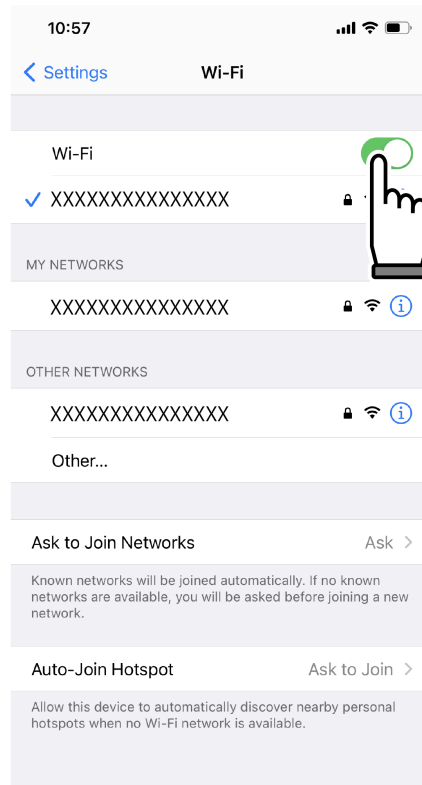 10:57
Settings
Wi-Fi
Wi-Fi
XXXXXXXXXXXXXXX
MY NETWORKS
XXXXXXXXXXXXXXX
OTHER NETWORKS
XXXXXXXXXXXXXXX
Other...
Ask to Join Networks Ask
Known networks will be joined automatically. If no known
networks are available, you will be asked before joining a new
network.
Auto-Join Hotspot Ask to Join
Allow this device to automatically discover nearby personal
hotspots when no Wi-Fi network is available.